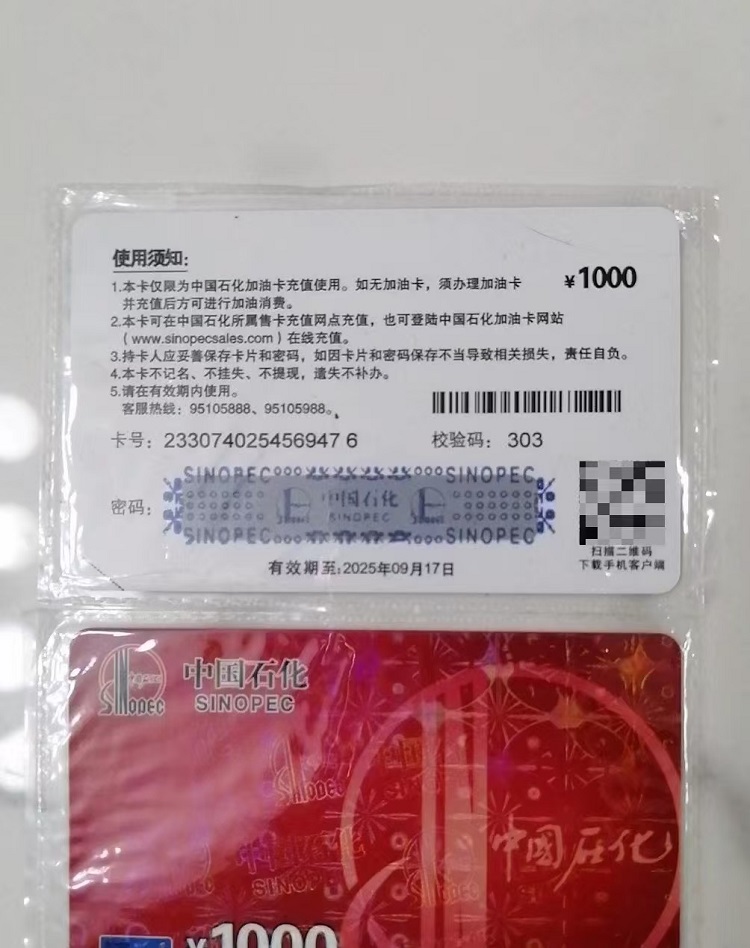 使用须知:
¥1000
1.本卡仅限为中国石化加油卡充值使用。如无加油卡，须办理加油卡
并充值后方可进行加油消费。
2.本卡可在中国石化所属售卡充值网点充值，也可登陆中国石化加油卡网站
（www.sinopecsales.com）在线充值。
3.持卡人应妥善保存卡片和密码，如因卡片和密码保存不当导致相关损失，责任自负。
4.本卡不记名、不挂失、不提现，遗失不补办。
5.请在有效期内使用。
客服热线：95105888、95105988。
卡号：233074025456947 6
校验码：303
SINOPEC SINOPEC
密码：
中国石化
SINOPEC
SINOPEC SINOPEC
扫描二维码
下载手机客户端
有效期至:2025年09月17日
SINOPEC
中国石化
SINOPEC
中国石化
¥1000